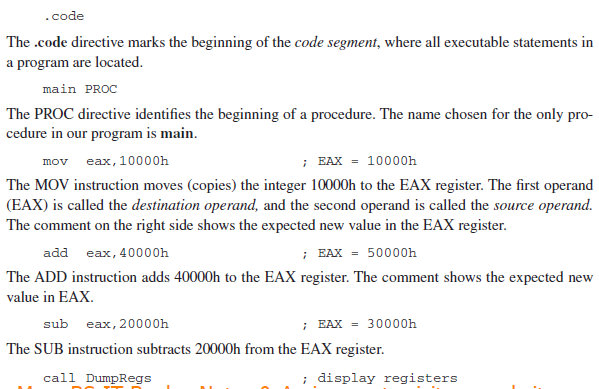 .code
The .code directive marks the beginning of the code segment, where all executable statements in
a program are located.
main PROC
The PROC directive identifies the beginning of a procedure. The name chosen for the only pro-
cedure in our program is main.
mov eax,10000h ; EAX = 10000h
The MOV instruction moves (copies) the integer 10000h to the EAX register. The first operand
(EAX) is called the destination operand, and the second operand is called the source operand.
The comment on the right side shows the expected new value in the EAX register.
add eax,40000h ; EAX = 50000h
The ADD instruction adds 40000h to the EAX register. The comment shows the expected new
value in EAX.
sub eax,20000h ; EAX = 30000h
The SUB instruction subtracts 20000h from the EAX register.
call DumpRegs ; display registers